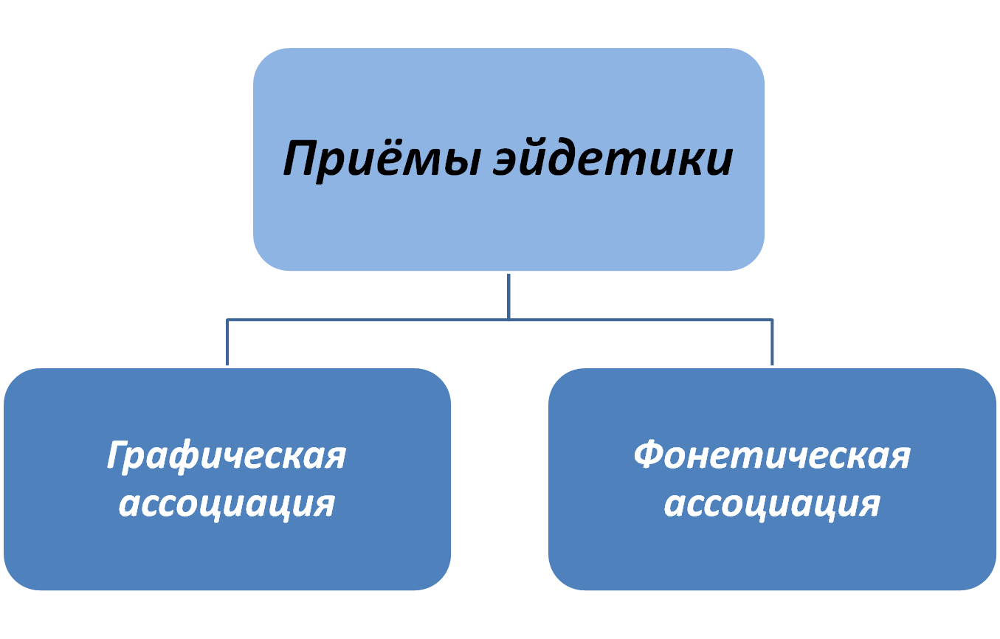 Приёмы эйдетики
Графическая
ассоциация
Фонетическая
ассоциация